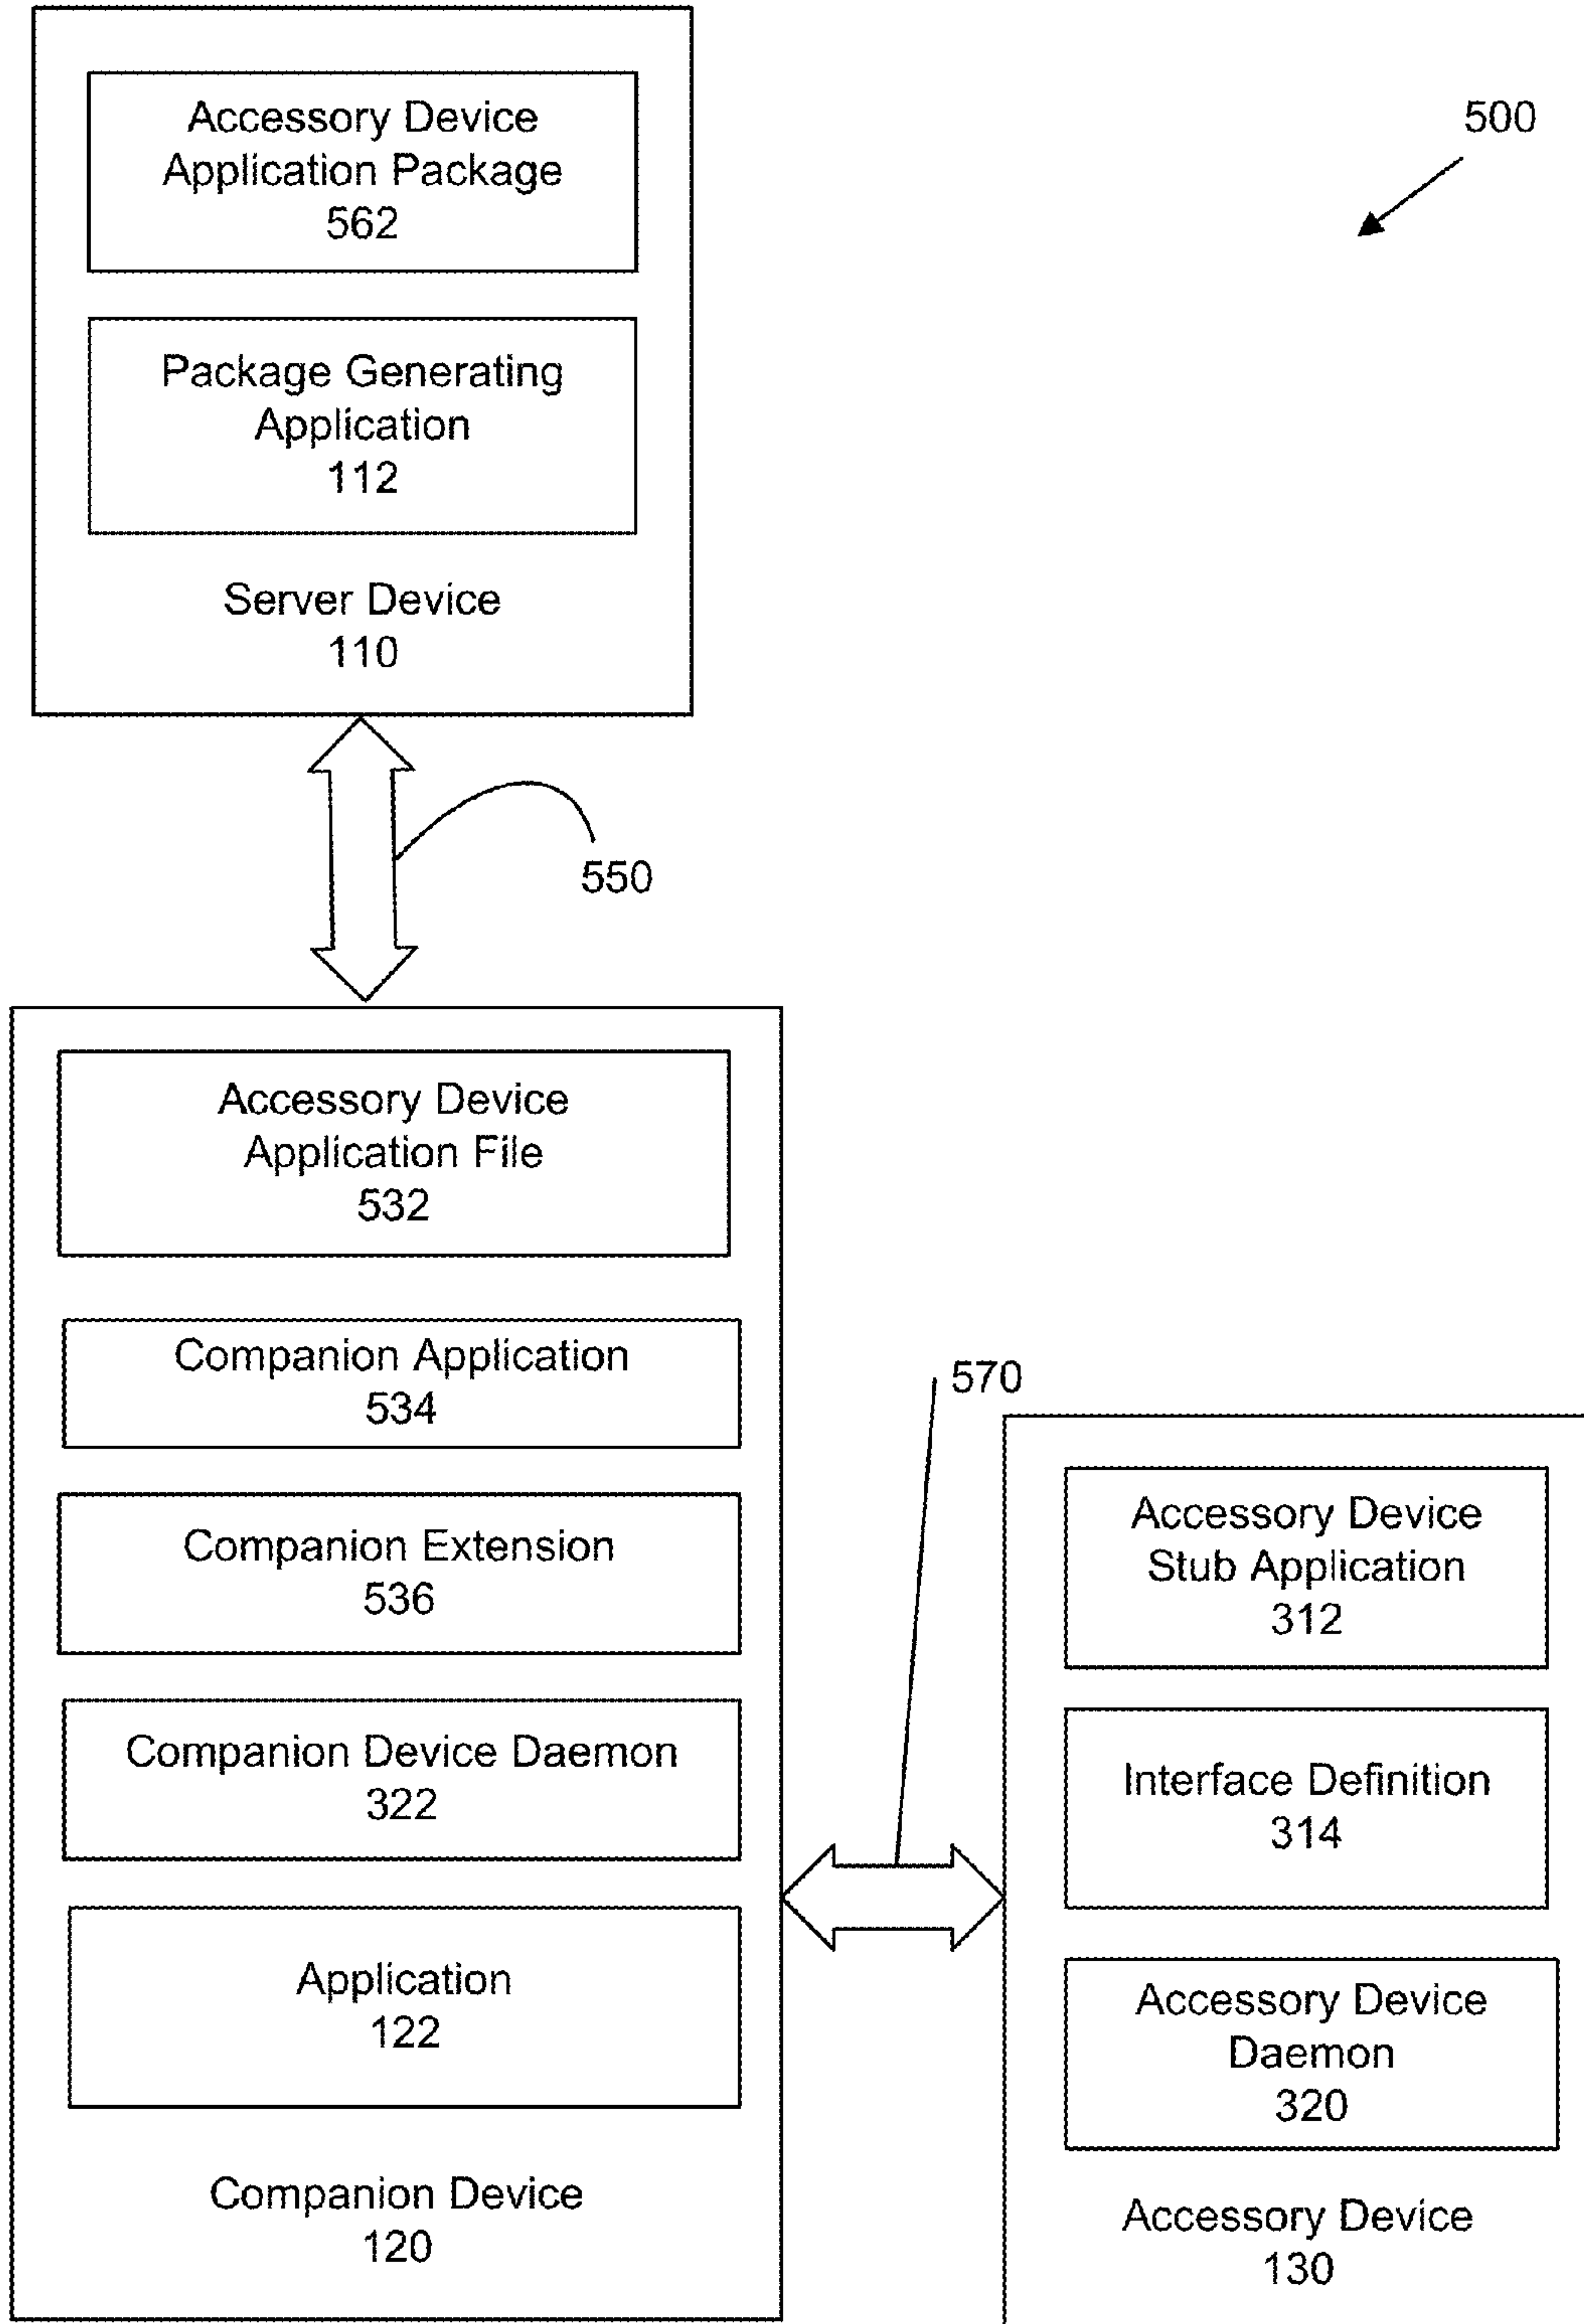 Accessory Device
Application Package
562
500
Package Generating
Application
112
Server Device
110
550
Accessory Device
Application File
532
Companion Application
534
570
Companion Extension
536
Companion Device Daemon
322
Application
122
Companion Device
120
Accessory Device
Stub Application
312
Interface Definition
314
Accessory Device
Daemon
320
Accessory Device
130